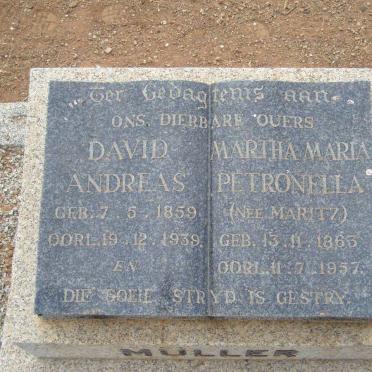 Ter Gedagtenis aan
ONS DIERBARE OUERS
DAVID
ANDREAS
GEB. 7-5-1859.
OORL. 19-12-1939.
EN
MARTHA MARIA
PETRONELLA
(NEE MARITZ)
GEB. 13-11-1863
OORL. 11-7-1957.
DIE GOEIE STRYD IS GESTRY.
MULLER